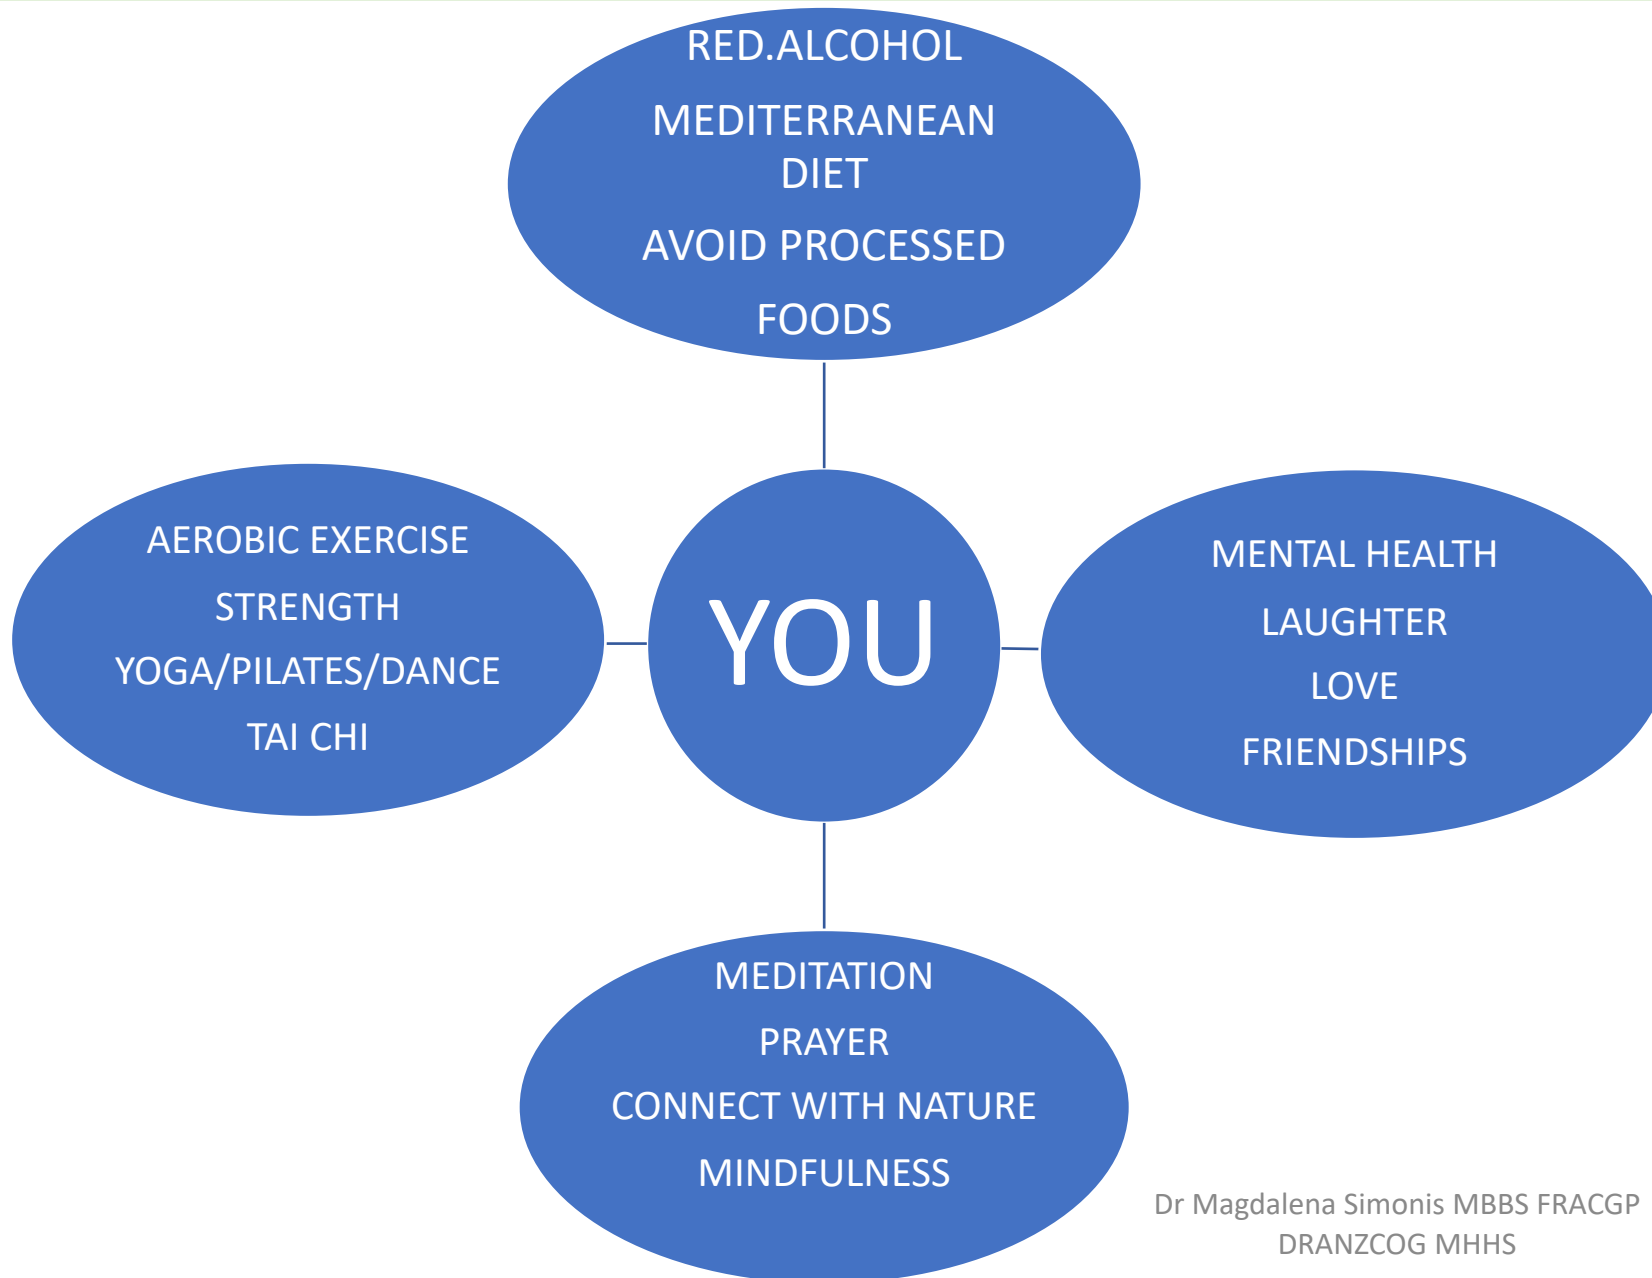 RED.ALCOHOL
MEDITERRANEAN
DIET
AVOID PROCESSED
FOODS
AEROBIC EXERCISE
STRENGTH
YOGA/PILATES/DANCE
TAI CHI
YOU
MENTAL HEALTH
LAUGHTER
LOVE
FRIENDSHIPS
MEDITATION
PRAYER
CONNECT WITH NATURE
MINDFULNESS
Dr Magdalena Simonis MBBS FRACGP
DRANZCOG MHHS